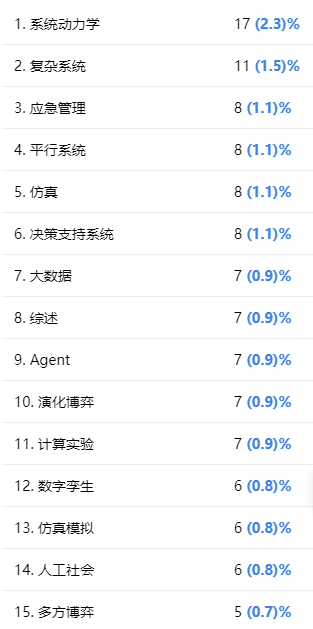 1. 系统动力学 17 (2.3)%
2. 复杂系统 11 (1.5)%
3. 应急管理 8 (1.1)%
4. 平行系统 8 (1.1)%
5. 仿真 8 (1.1)%
6. 决策支持系统 8 (1.1)%
7. 大数据 7 (0.9)%
8. 综述 7 (0.9)%
9. Agent 7 (0.9)%
10. 演化博弈 7 (0.9)%
11. 计算实验 7 (0.9)%
12. 数字孪生 6 (0.8)%
13. 仿真模拟 6 (0.8)%
14. 人工社会 6 (0.8)%
15. 多方博弈 5 (0.7)%